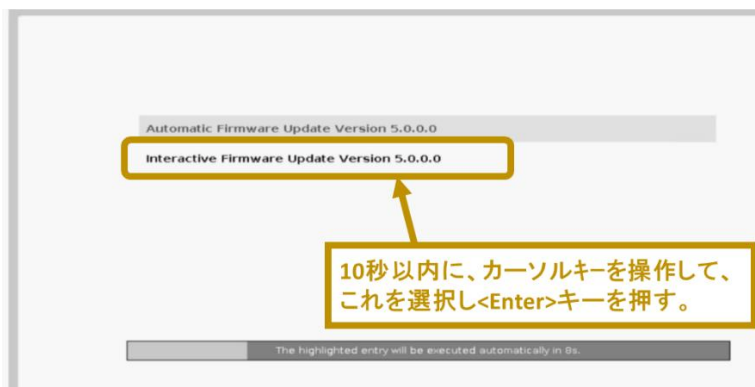 Automatic Firmware Update Version 5.0.0.0
Interactive Firmware Update Version 5.0.0.0
10秒以内に、カーソルキーを操作して、
これを選択し<Enter>キーを押す。
The highlighted entry will be executed automatically in 8s.